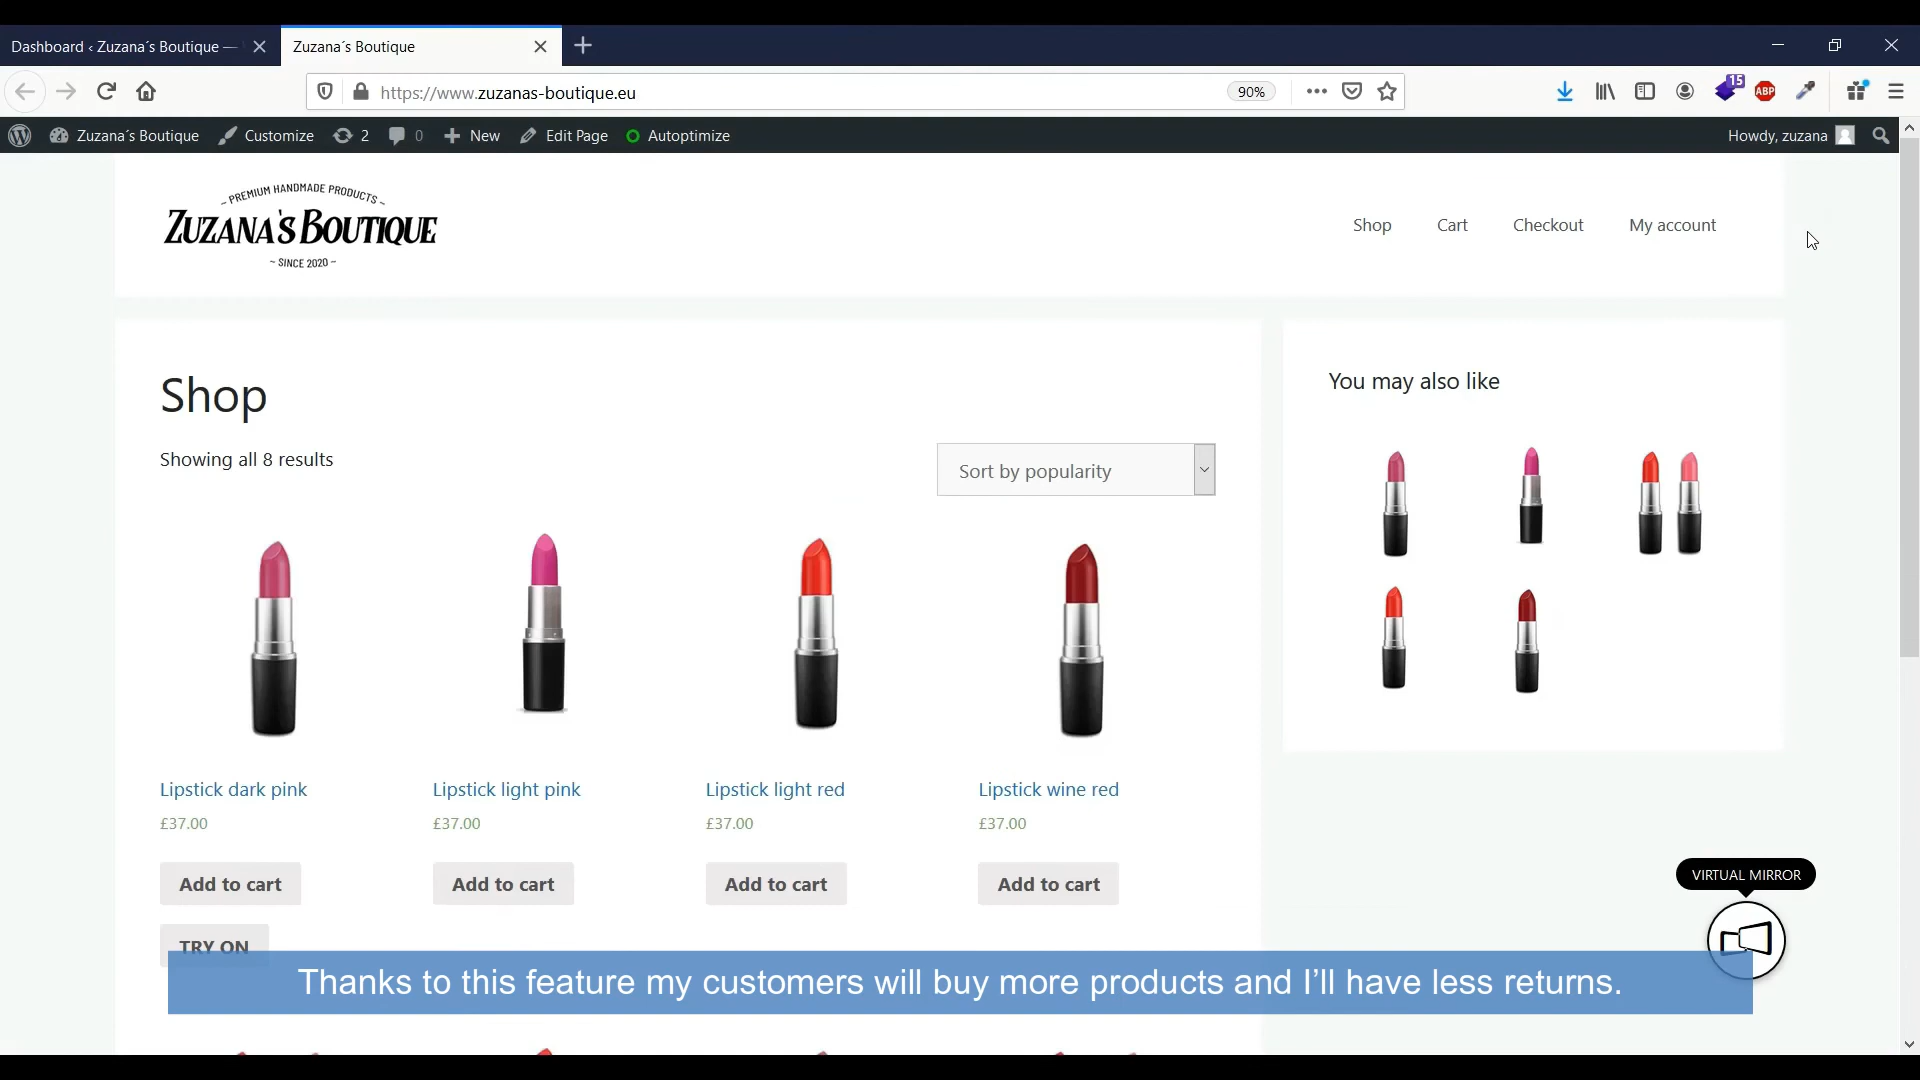 Dashboard ‹ Zuzana´s Boutique —
Zuzana´s Boutique
https://www.zuzanas-boutique.eu
90%
15
ABP
Zuzana´s Boutique
Customize
2
0
New
Edit Page
Autoptimize
Howdy, zuzana
~ PREMIUM HANDMADE PRODUCTS ~
ZUZANA'S BOUTIQUE
~ SINCE 2020 ~
Shop
Cart
Checkout
My account
Shop
Showing all 8 results
Sort by popularity
You may also like
Lipstick dark pink
£37.00
Add to cart
TRY ON
Lipstick light pink
£37.00
Add to cart
Lipstick light red
£37.00
Add to cart
Lipstick wine red
£37.00
Add to cart
VIRTUAL MIRROR
Thanks to this feature my customers will buy more products and I’ll have less returns.